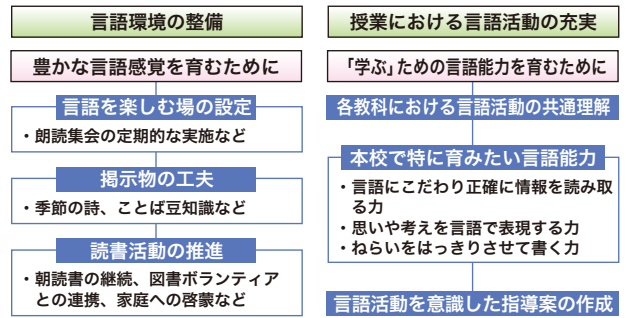 言語環境の整備
豊かな言語感覚を育むために
言語を楽しむ場の設定
・朗読集会の定期的な実施など
掲示物の工夫
・季節の詩、ことば豆知識など
読書活動の推進
・朝読書の継続、図書ボランティア
との連携、家庭への啓蒙など
授業における言語活動の充実
「学ぶ」ための言語能力を育むために
各教科における言語活動の共通理解
本校で特に育みたい言語能力
・言語にこだわり正確に情報を読み取
る力
・思いや考えを言語で表現する力
・ねらいをはっきりさせて書く力
言語活動を意識した指導案の作成